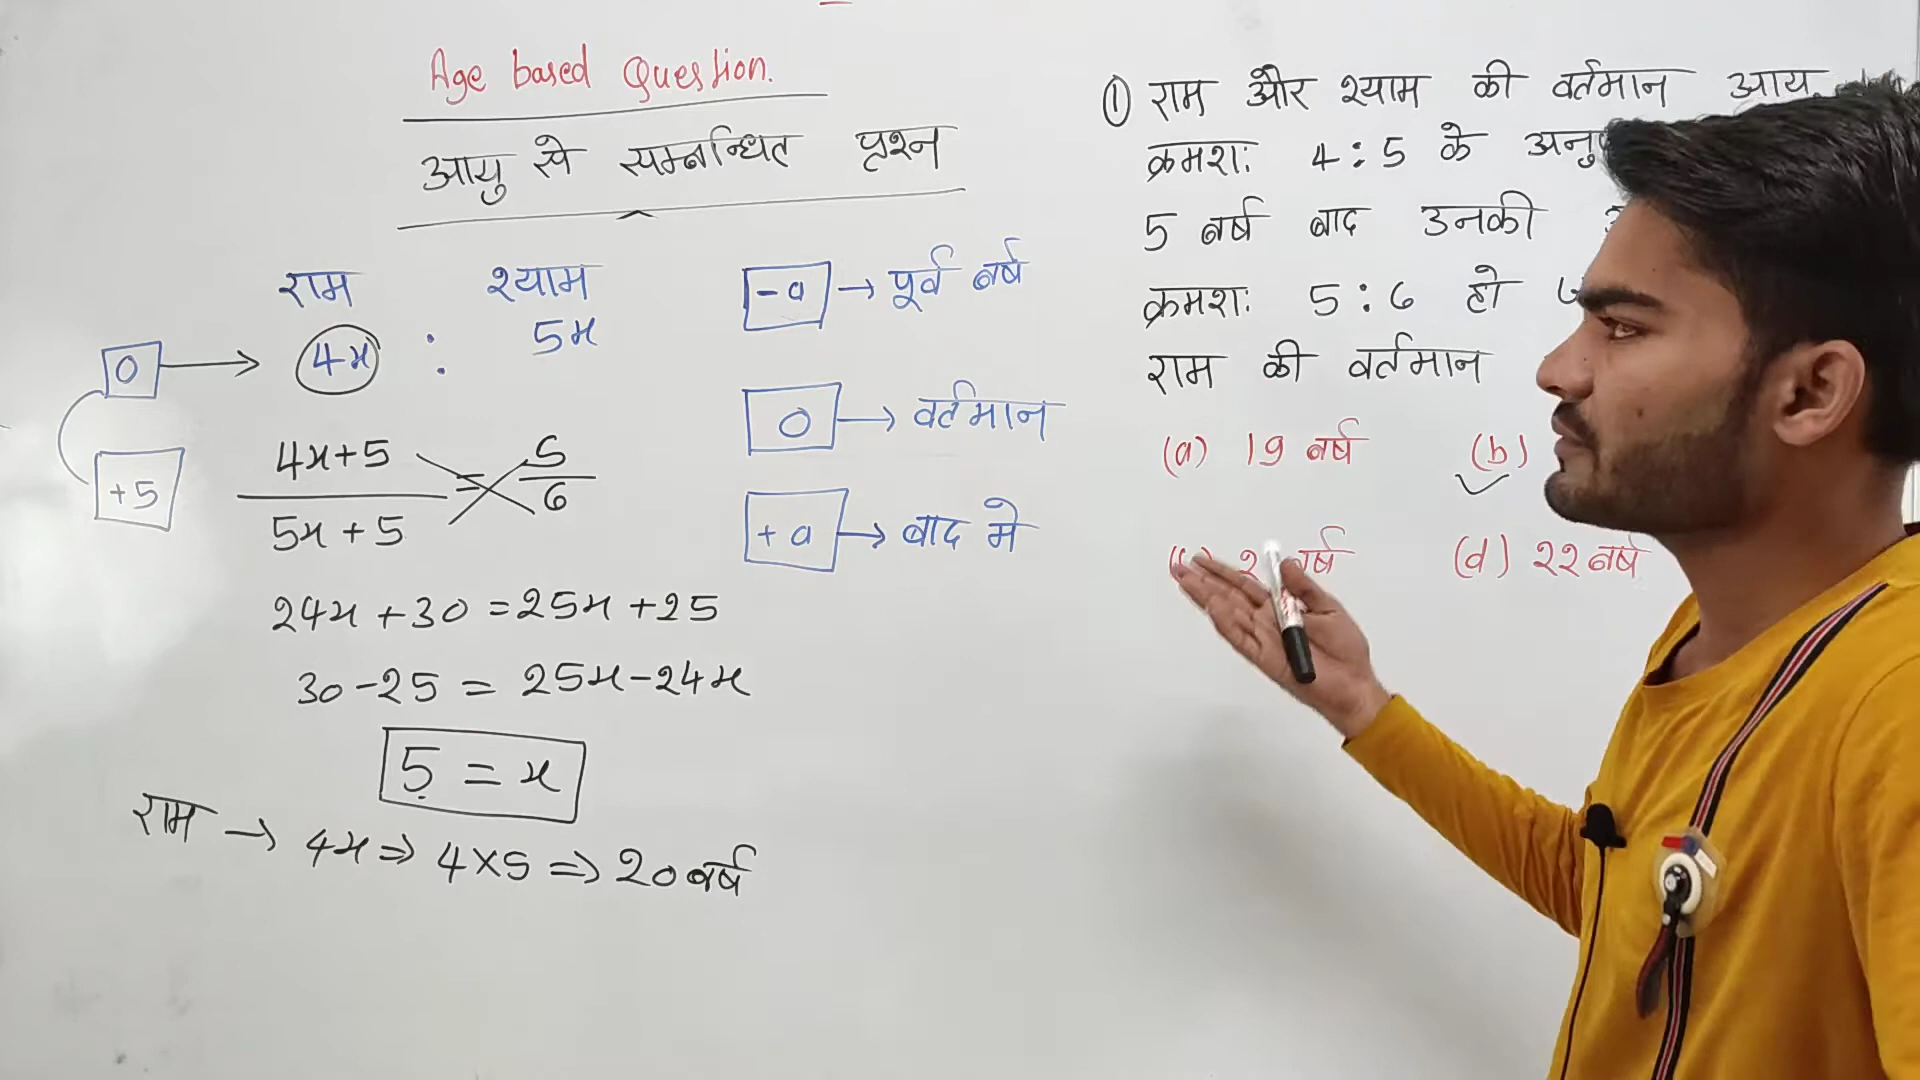 Age based Question.
आयु से सम्बन्धित प्रश्न
राम श्याम
0 → 4x : 5x
+5
4x+5 = 5
5x+5 6
24x+30 = 25x+25
30-25 = 25x-24x
5 = x
राम → 4x ⇒ 4×5 ⇒ 20 वर्ष
-a → पूर्व वर्ष
0 → वर्तमान
+a → बाद मे
① राम और श्याम की वर्तमान आयु
क्रमशः 4:5 के
5 वर्ष बाद उनकी
क्रमशः 5:6 हो
राम की वर्तमान
(a) 19 वर्ष (b)
वर्ष (d) 22 वर्ष